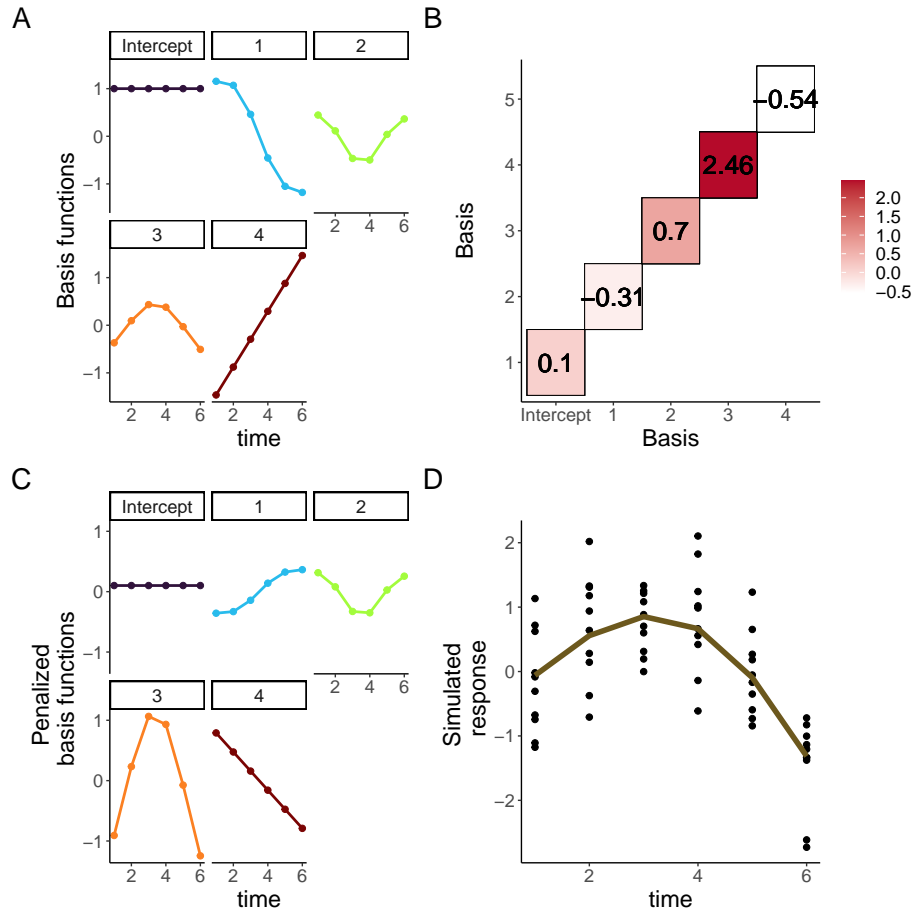 A
Intercept 1 2
1
0
−1
2 4 6
3 4
1
0
−1
2 4 6 2 4 6
Basis functions
time
B
5
4
3
2
1
−0.54
2.46
0.7
−0.31
0.1
Intercept 1 2 3 4
Basis
Basis
2.0
1.5
1.0
0.5
0.0
−0.5
C
Intercept 1 2
1
0
−1
2 4 6
3 4
1
0
−1
2 4 6 2 4 6
Penalized
basis functions
time
D
2
1
0
−1
−2
2 4 6
Simulated
response
time